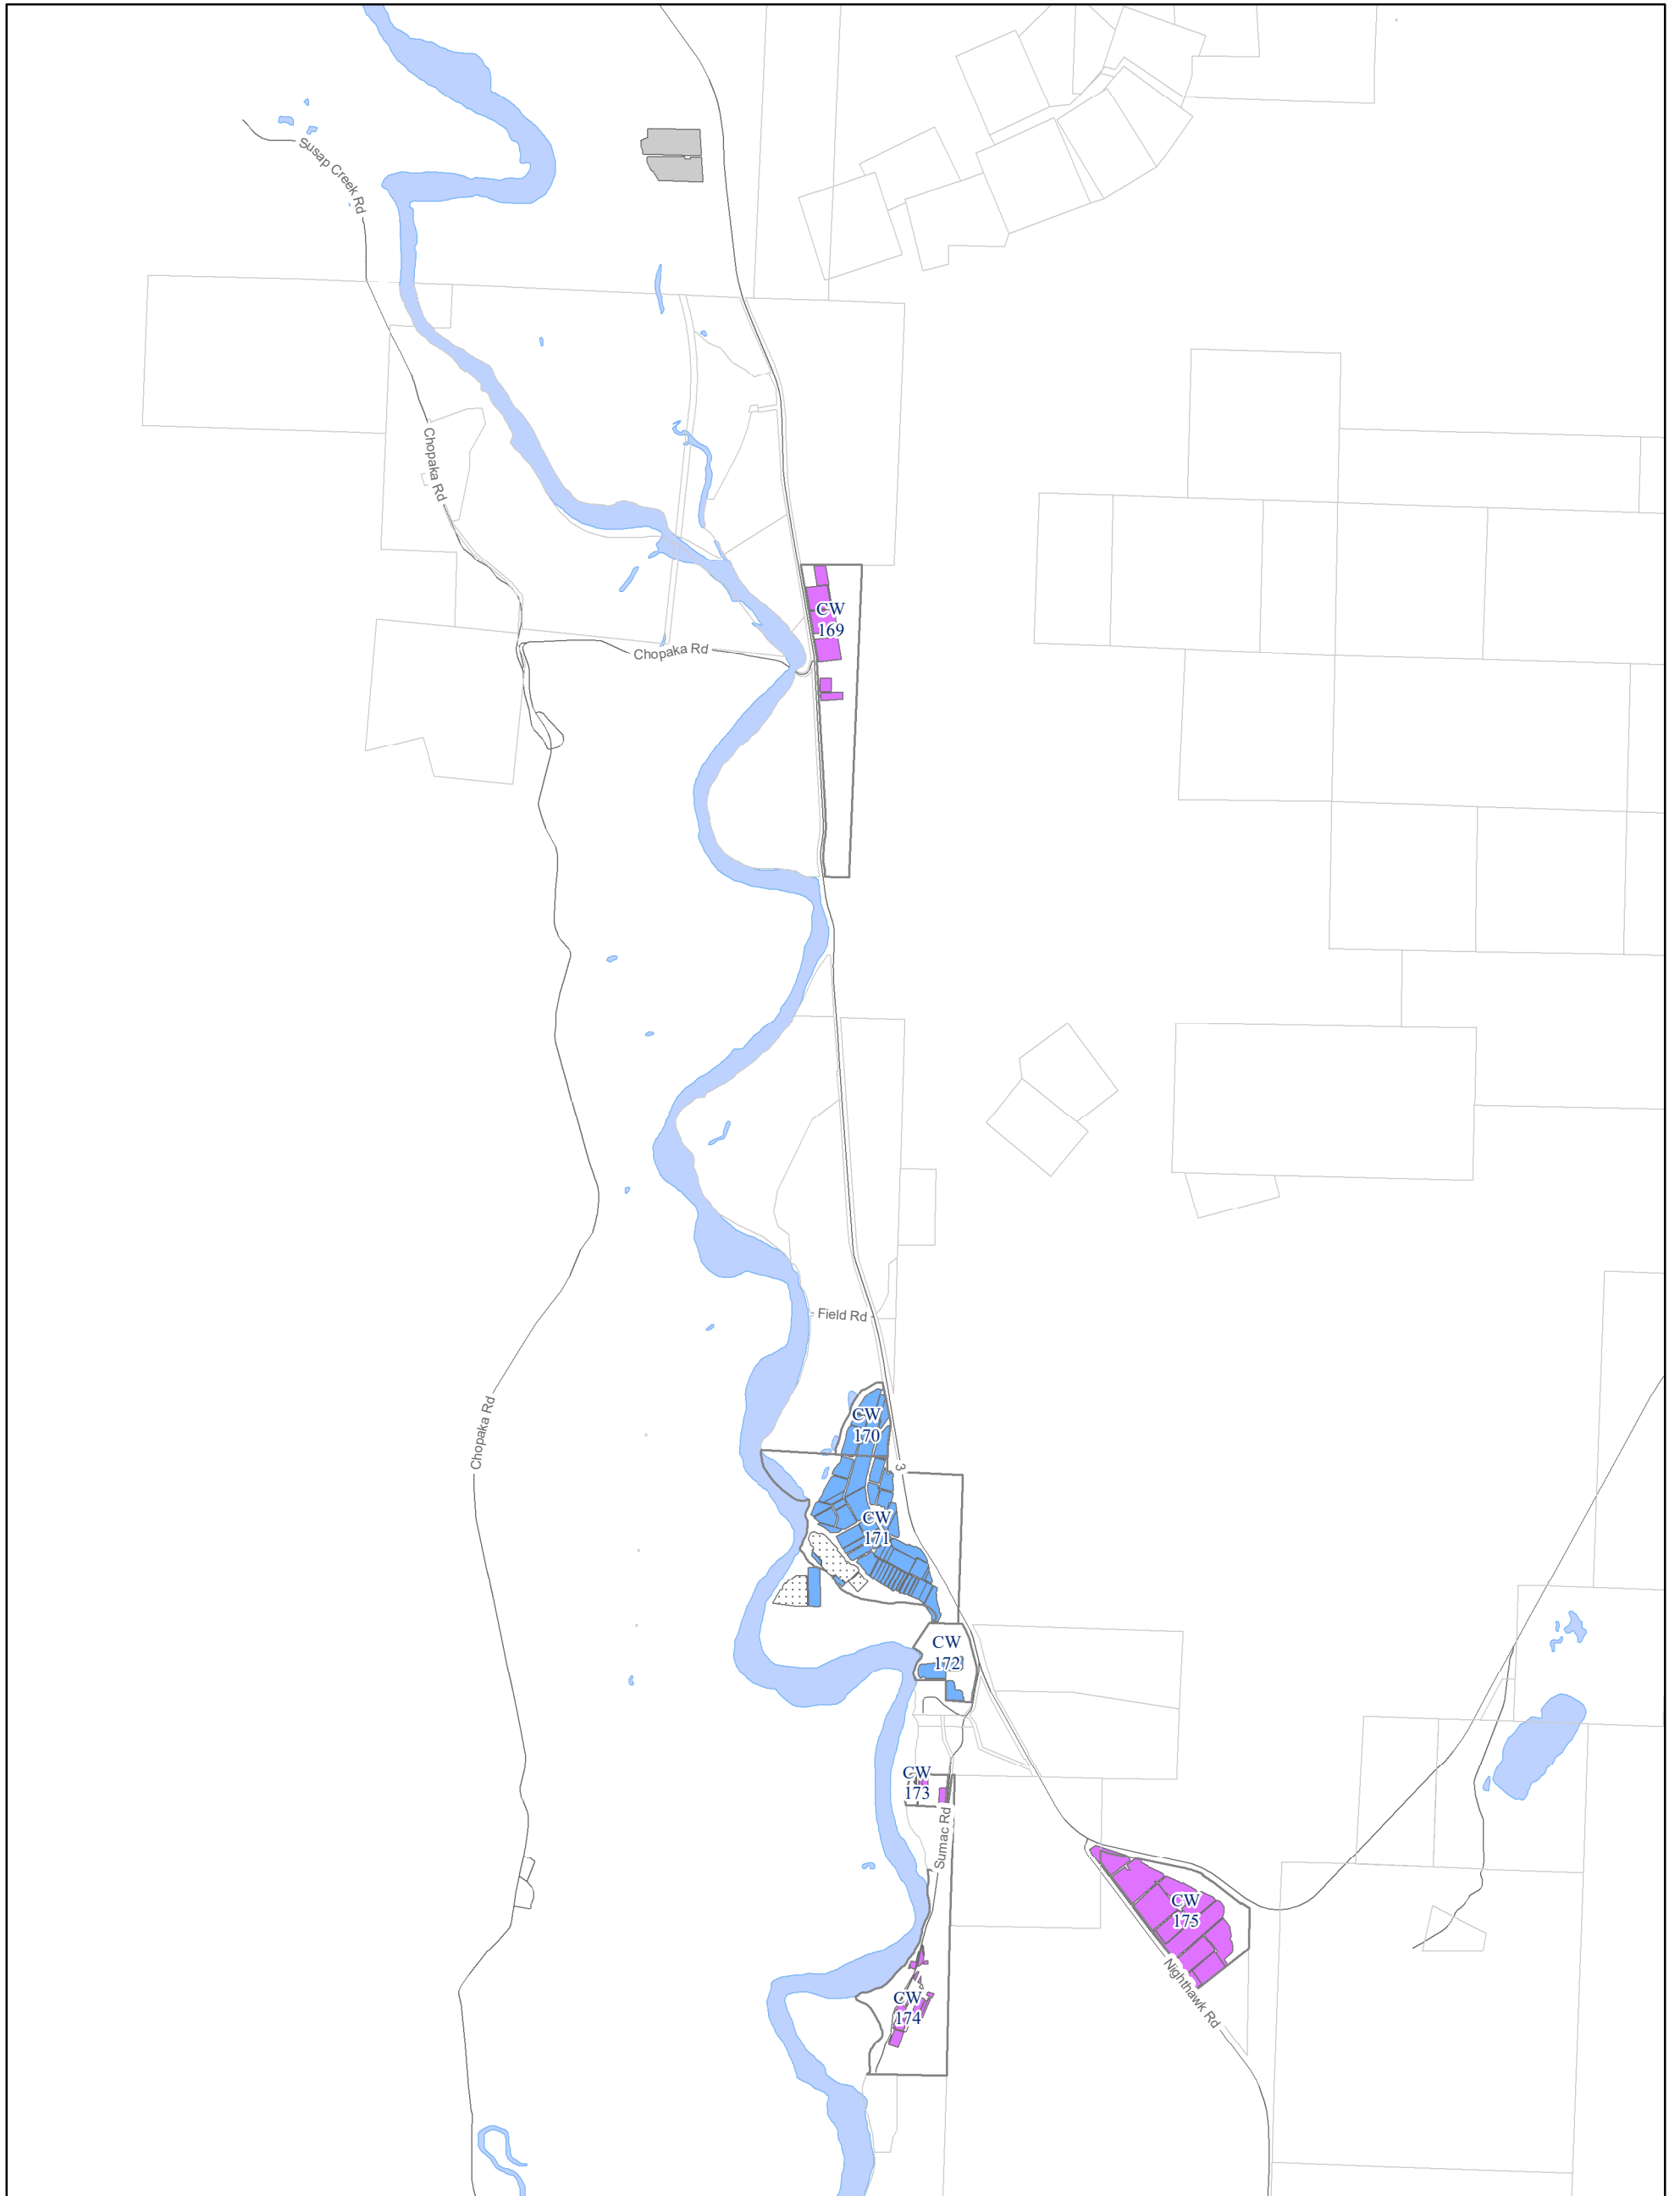 Susap Creek Rd
Chopaka Rd
CW
169
Chopaka Rd
Field Rd
Chopaka Rd
CW
170
3
CW
171
CW
172
CW
173
Sumac Rd
CW
175
Nighthawk Rd
CW
174